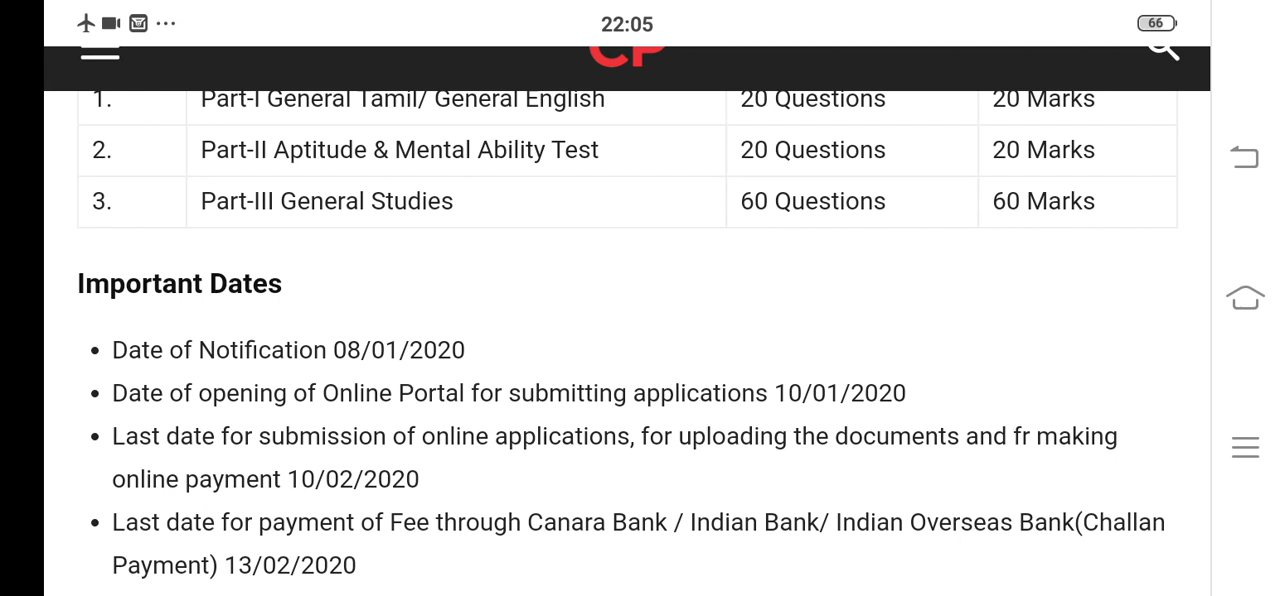 22:05
66
CP
1. Part-I General Tamil/ General English 20 Questions 20 Marks
2. Part-II Aptitude & Mental Ability Test 20 Questions 20 Marks
3. Part-III General Studies 60 Questions 60 Marks
Important Dates
• Date of Notification 08/01/2020
• Date of opening of Online Portal for submitting applications 10/01/2020
• Last date for submission of online applications, for uploading the documents and fr making
online payment 10/02/2020
• Last date for payment of Fee through Canara Bank / Indian Bank/ Indian Overseas Bank(Challan
Payment) 13/02/2020